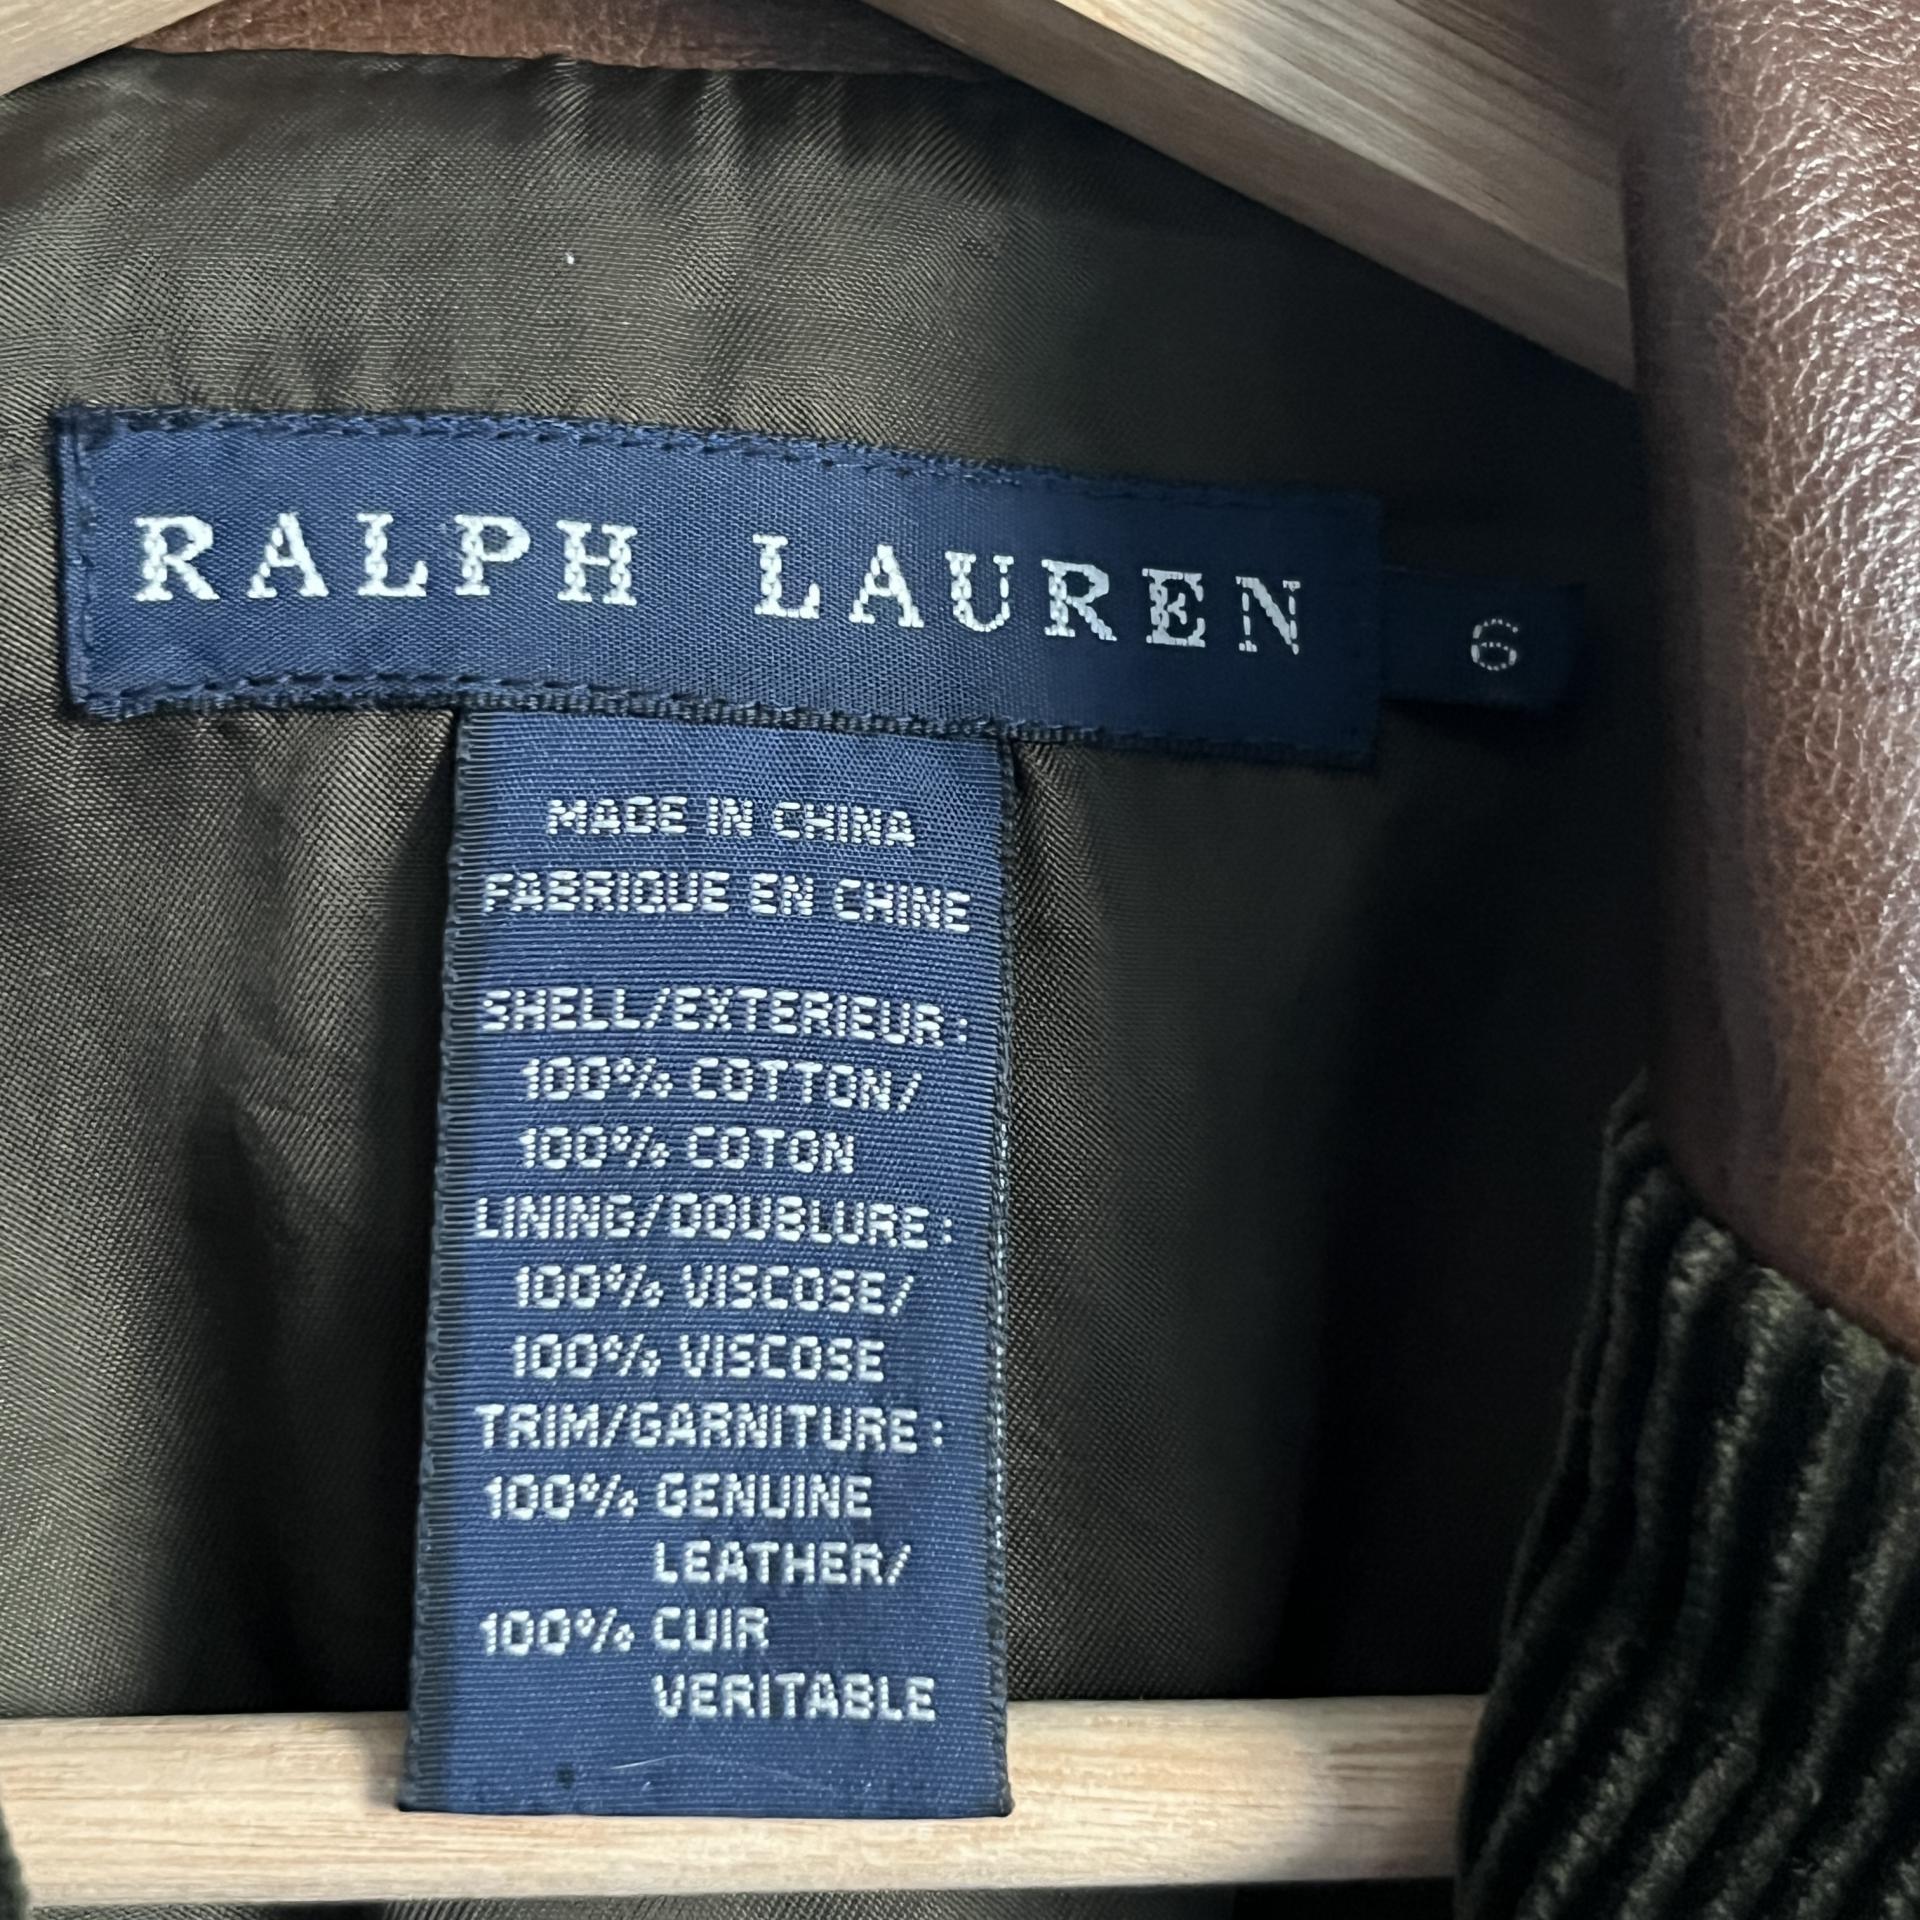 RALPH LAUREN
6
MADE IN CHINA
FABRIQUE EN CHINE
SHELL/EXTERIEUR:
100% COTTON/
100% COTON
LINING/DOUBLURE:
100% VISCOSE/
100% VISCOSE
TRIM/GARNITURE:
100% GENUINE
LEATHER/
100% CUIR
VERITABLE